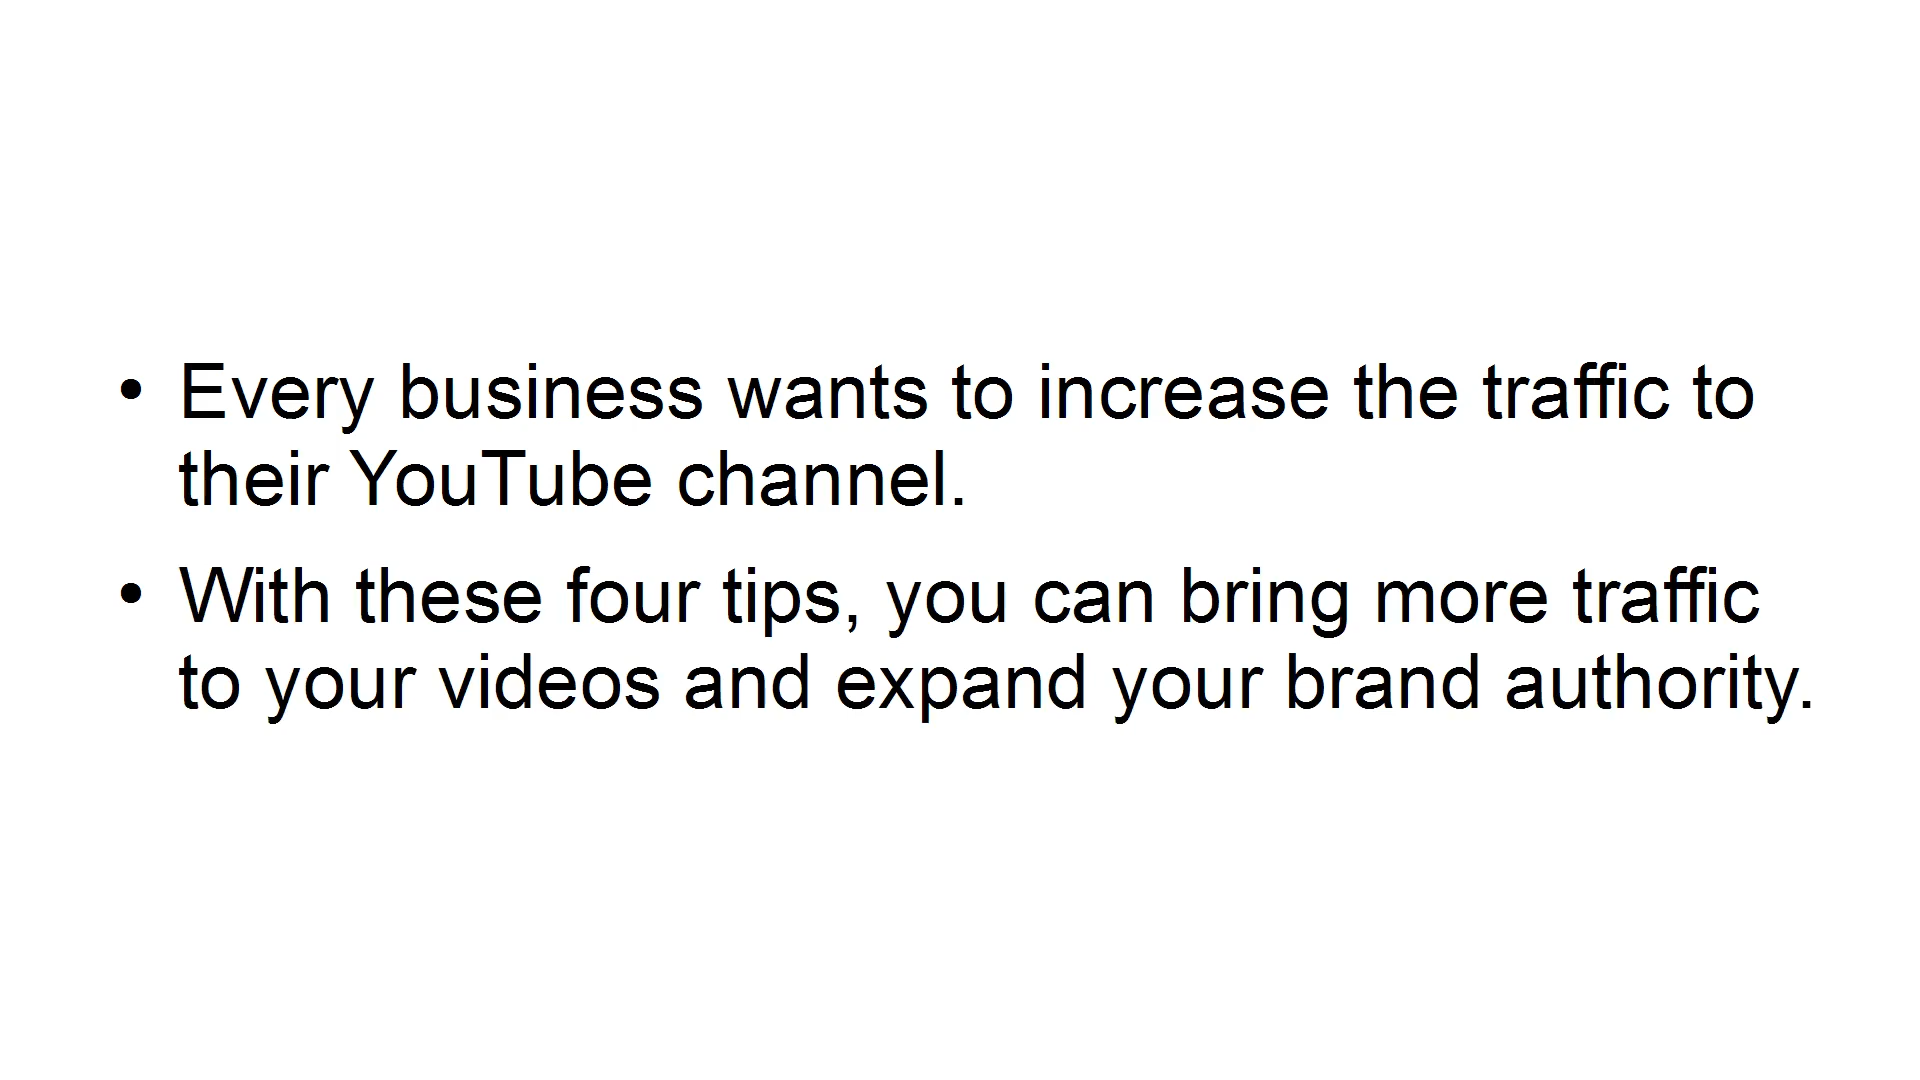 • Every business wants to increase the traffic to
their YouTube channel.
• With these four tips, you can bring more traffic
to your videos and expand your brand authority.